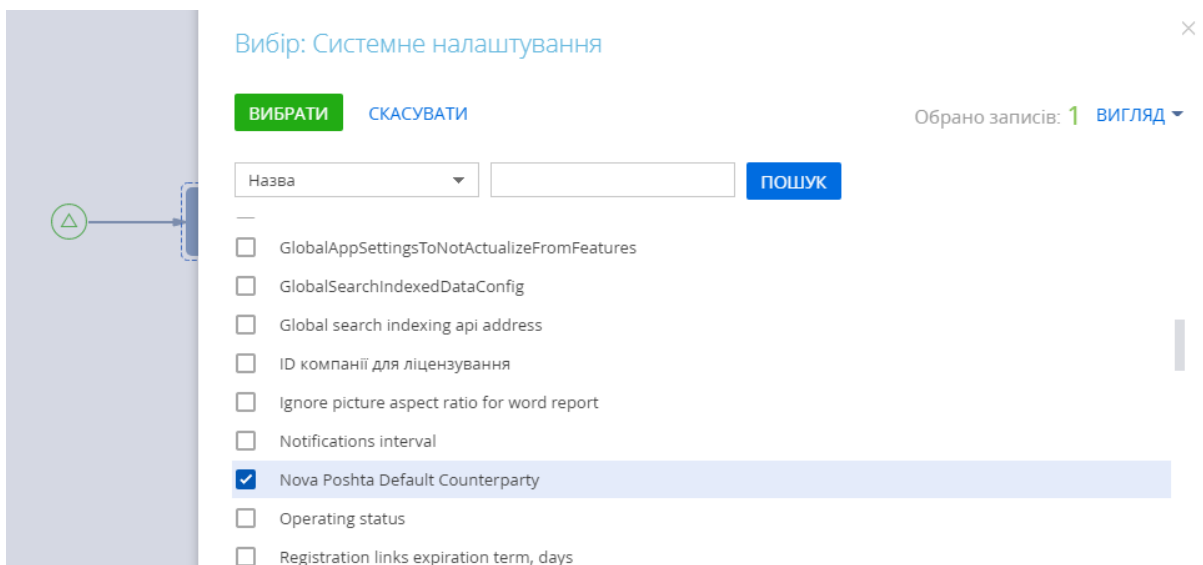 Вибір: Системне налаштування
ВИБРАТИ СКАСУВАТИ Обрано записів: 1 ВИГЛЯД
Назва ПОШУК
GlobalAppSettingsToNotActualizeFromFeatures
GlobalSearchIndexedDataConfig
Global search indexing api address
ID компанії для ліцензування
Ignore picture aspect ratio for word report
Notifications interval
Nova Poshta Default Counterparty
Operating status
Registration links expiration term, days